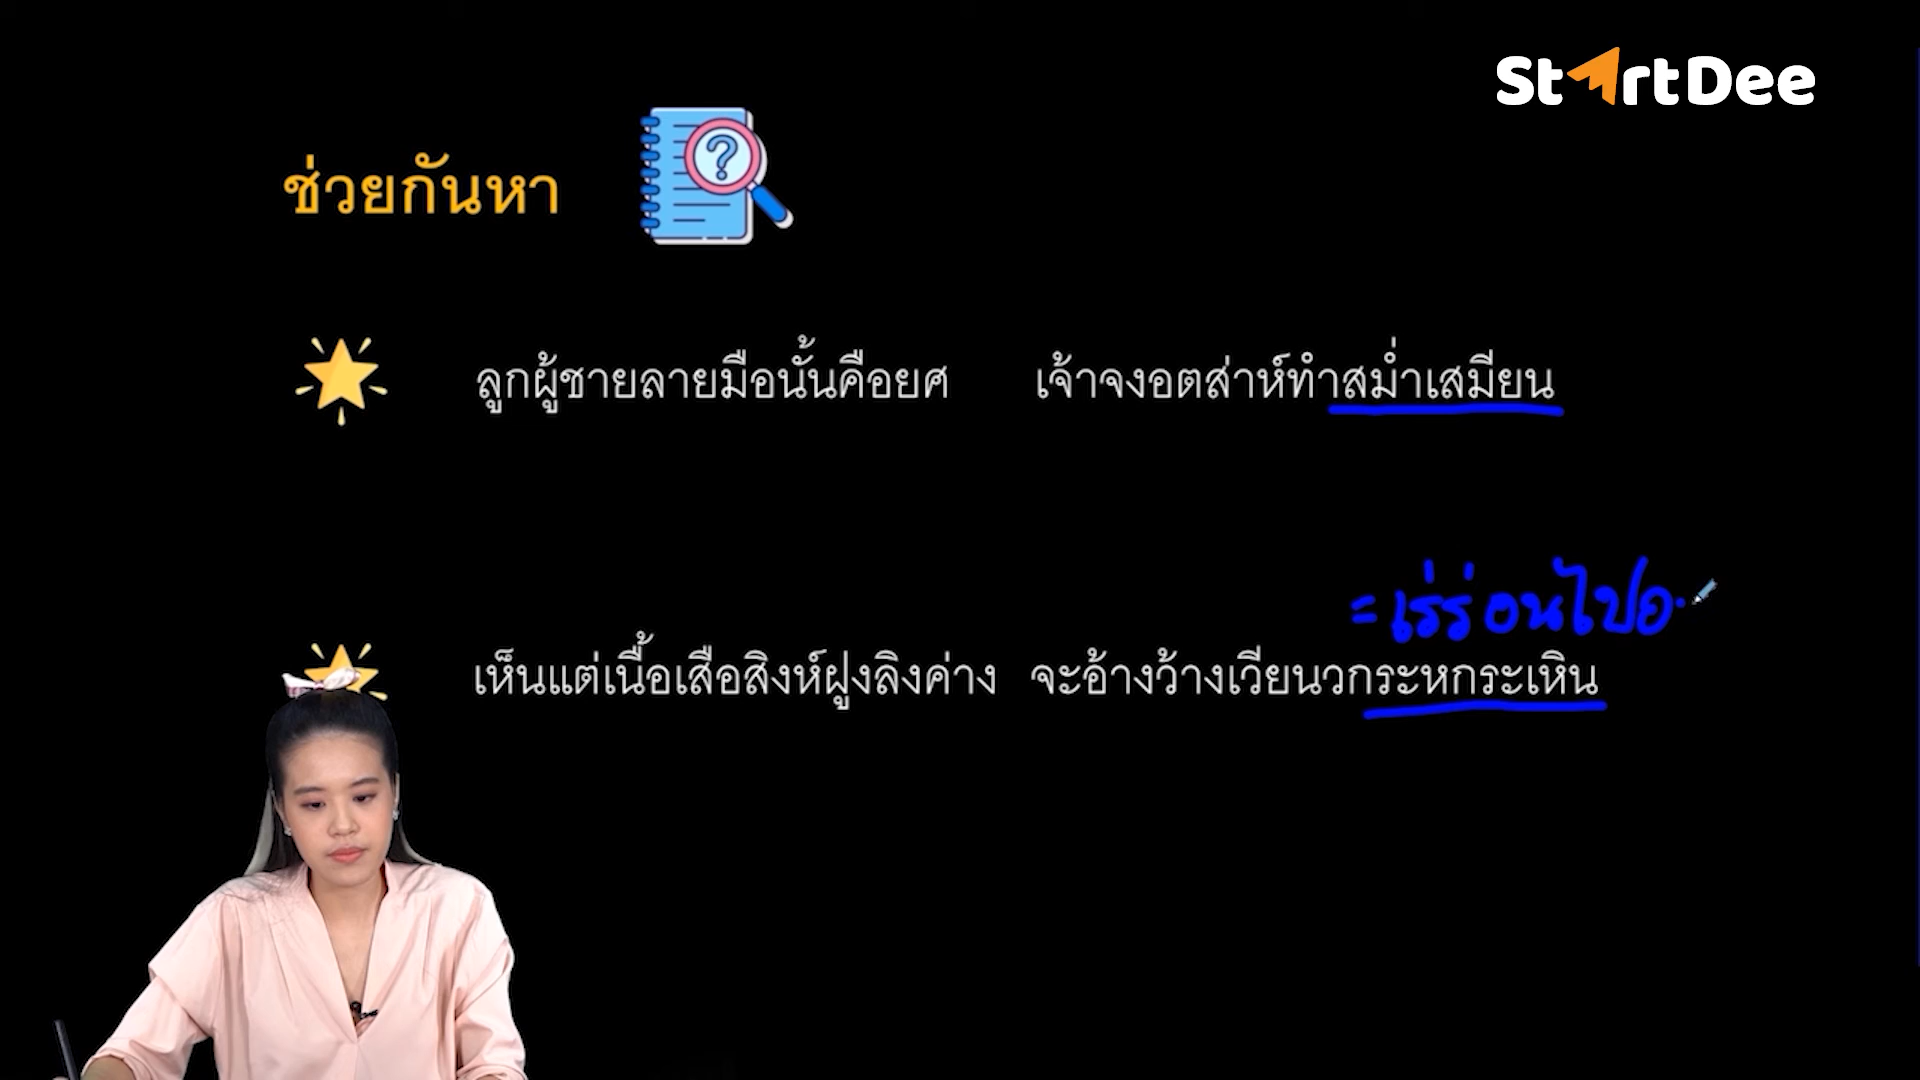 StartDee
ช่วยกันหา
ลูกผู้ชายลายมือนั้นคือยศ เจ้าจงอตส่าห์ทำสม่ำเสมียน
= เร่ร่อนไปอ
เห็นแต่เนื้อเสือสิงห์ฝูงลิงค่าง จะอ้างว้างเวียนวกระหกระเหิน